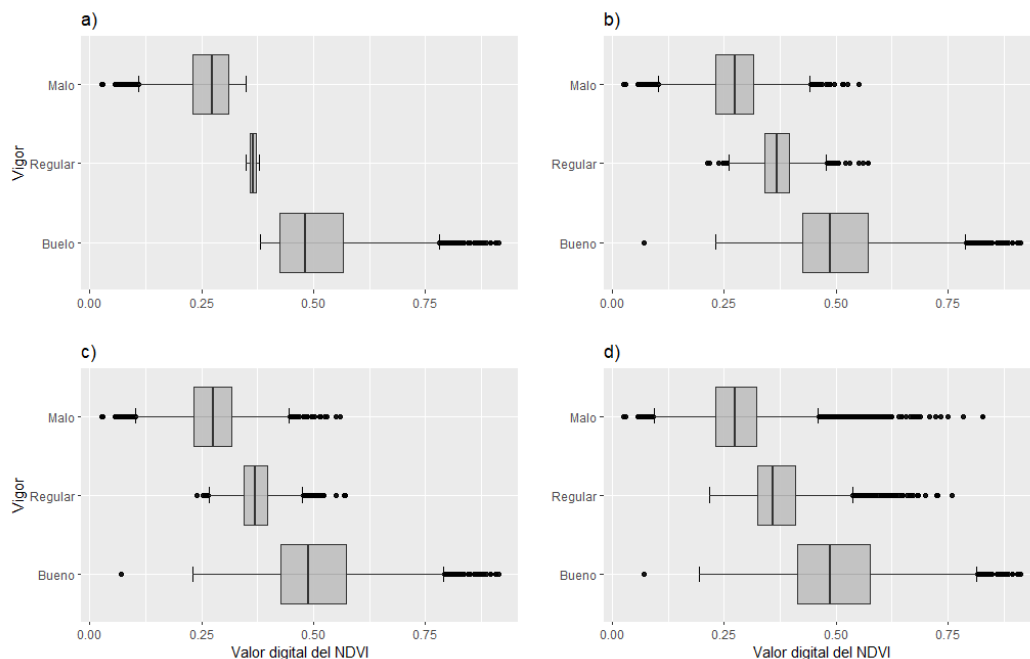 a)
Vigor
Malo
Regular
Buelo
0.00 0.25 0.50 0.75
b)
Malo
Regular
Bueno
0.00 0.25 0.50 0.75
c)
Vigor
Malo
Regular
Bueno
0.00 0.25 0.50 0.75
Valor digital del NDVI
d)
Malo
Regular
Bueno
0.00 0.25 0.50 0.75
Valor digital del NDVI